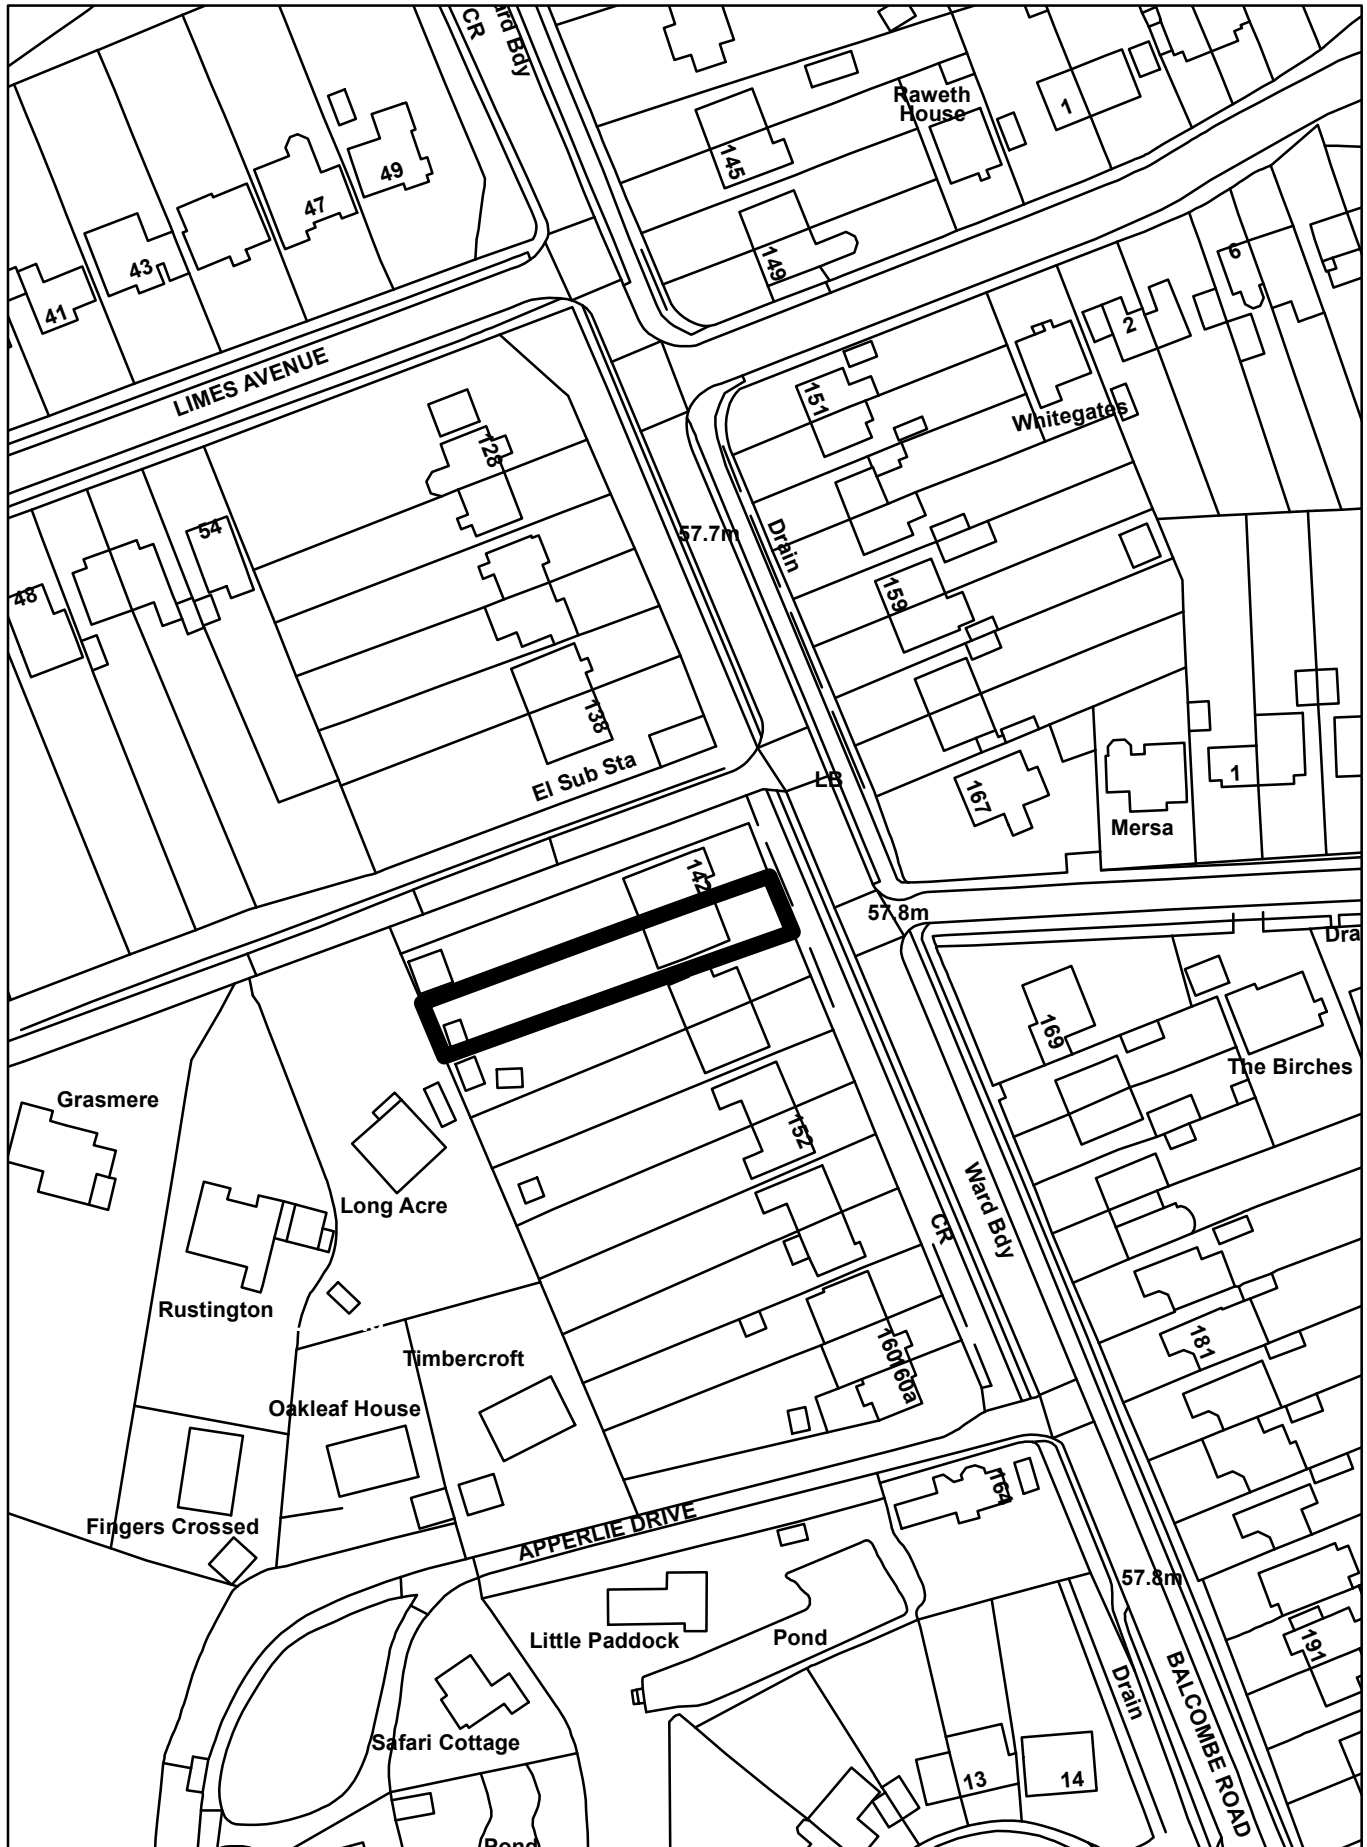 CR
ard Bdy
Raweth
House
1
145
49
47
43
41
149
6
2
LIMES AVENUE
151
Whitegates
128
57.7m
Drain
54
48
159
138
El Sub Sta
LB
167
1
Mersa
142
57.8m
Dra
169
The Birches
Grasmere
152
Long Acre
Ward Bdy
CR
Rustington
181
160
160a
Timbercroft
Oakleaf House
164
Fingers Crossed
APPERLIE DRIVE
57.8m
Little Paddock
Pond
191
Drain
BALCOMBE ROAD
Safari Cottage
13
14
Pond